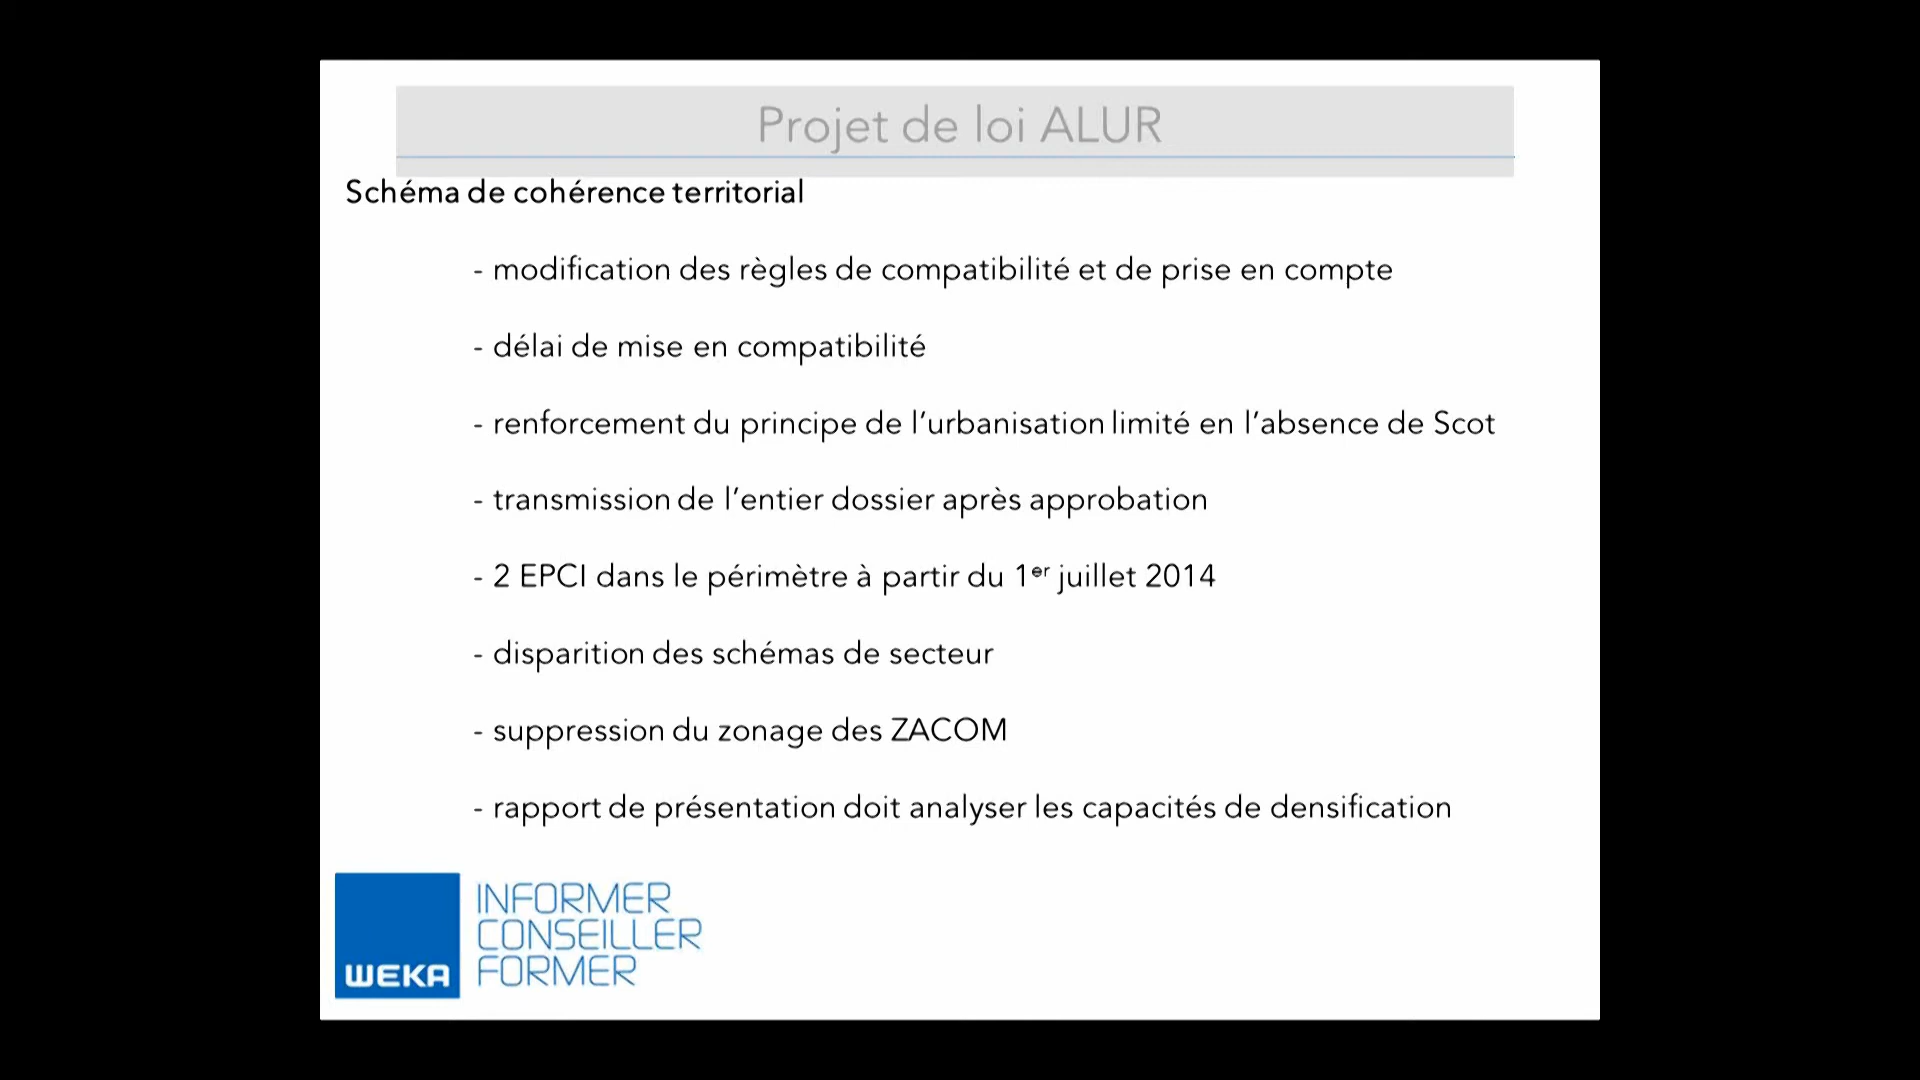 Projet de loi ALUR
Schéma de cohérence territorial
- modification des règles de compatibilité et de prise en compte
- délai de mise en compatibilité
- renforcement du principe de l’urbanisation limité en l’absence de Scot
- transmission de l’entier dossier après approbation
- 2 EPCI dans le périmètre à partir du 1er juillet 2014
- disparition des schémas de secteur
- suppression du zonage des ZACOM
- rapport de présentation doit analyser les capacités de densification
INFORMER
CONSEILLER
FORMER
WEKA